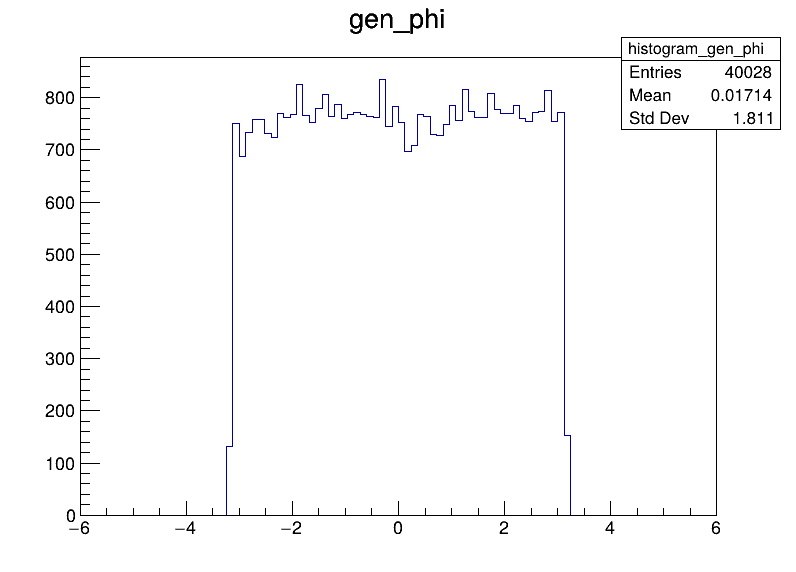 gen_phi
histogram_gen_phi
Entries 40028
Mean 0.01714
Std Dev 1.811
800
700
600
500
400
300
200
100
0
−6 −4 −2 0 2 4 6